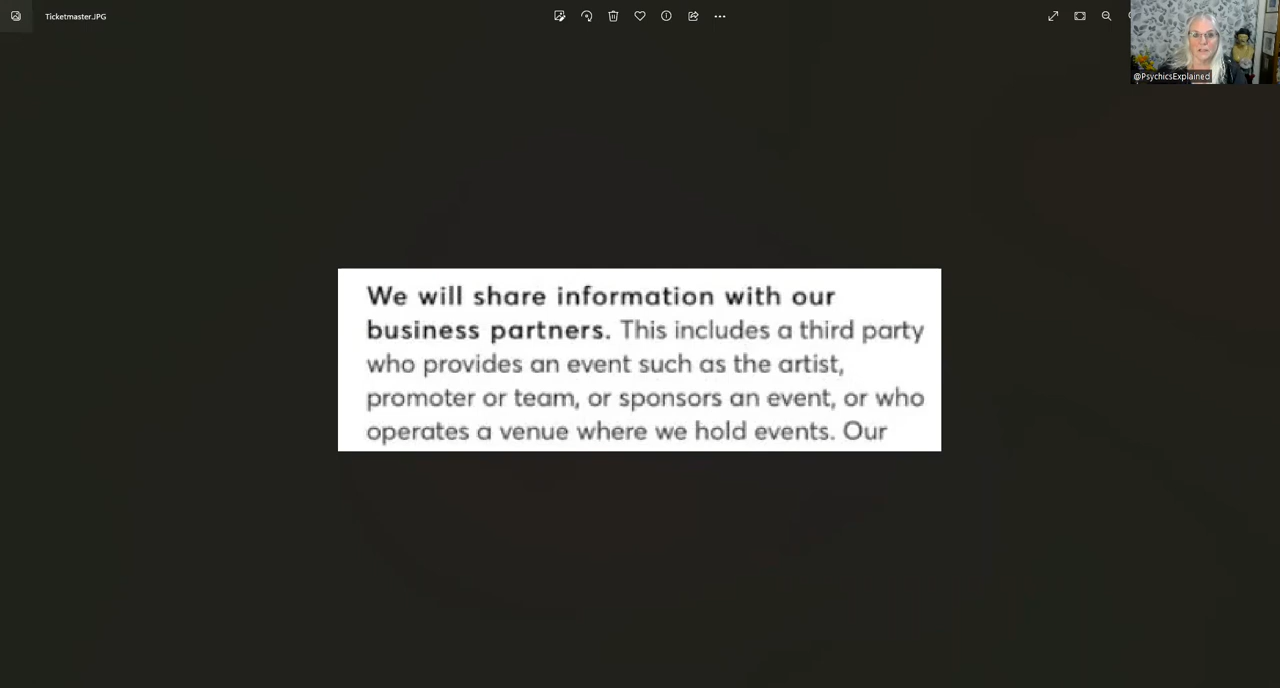 Ticketmaster.JPG
@PsychicsExplained
We will share information with our
business partners. This includes a third party
who provides an event such as the artist,
promoter or team, or sponsors an event, or who
operates a venue where we hold events. Our